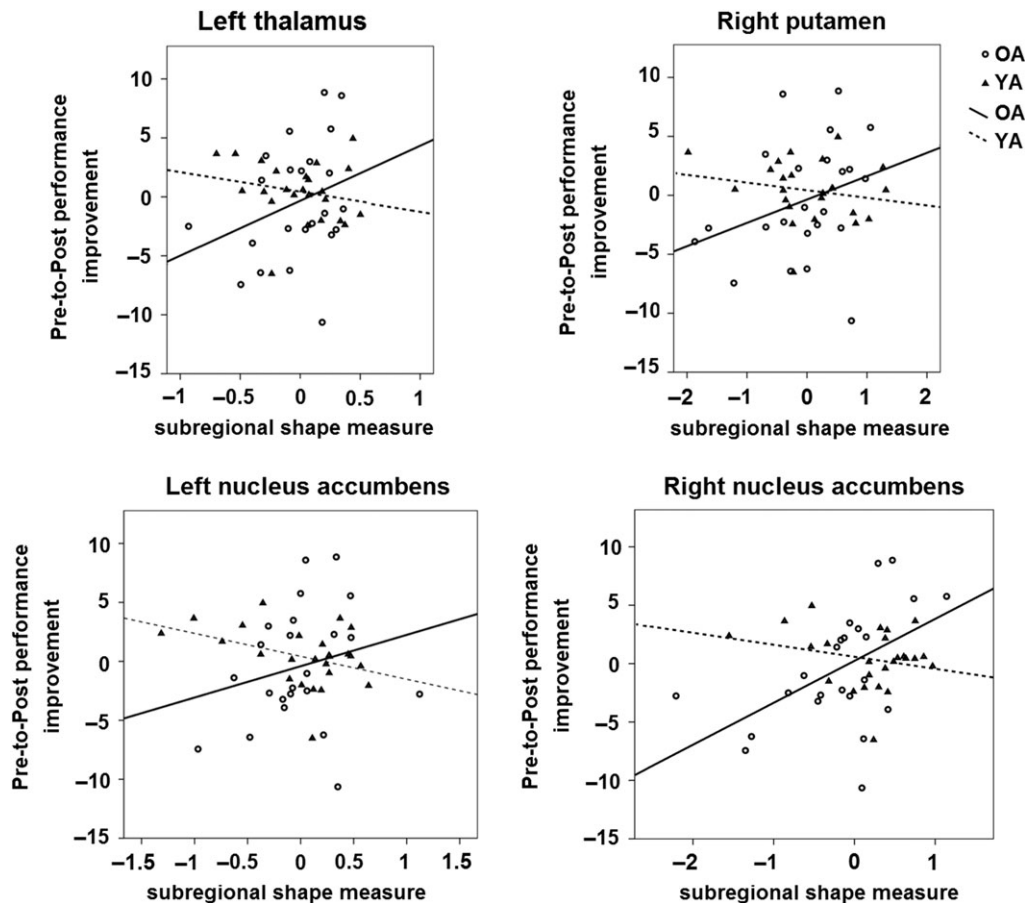 Left thalamus
Pre-to-Post performance
improvement
10
5
0
−5
−10
−15
−1
−0.5
0
0.5
1
subregional shape measure
Right putamen
Pre-to-Post performance
improvement
10
5
0
−5
−10
−15
−2
−1
0
1
2
subregional shape measure
OA
YA
OA
YA
Left nucleus accumbens
Pre-to-Post performance
improvement
10
5
0
−5
−10
−15
−1.5
−1
−0.5
0
0.5
1
1.5
subregional shape measure
Right nucleus accumbens
Pre-to-Post performance
improvement
10
5
0
−5
−10
−15
−2
−1
0
1
subregional shape measure